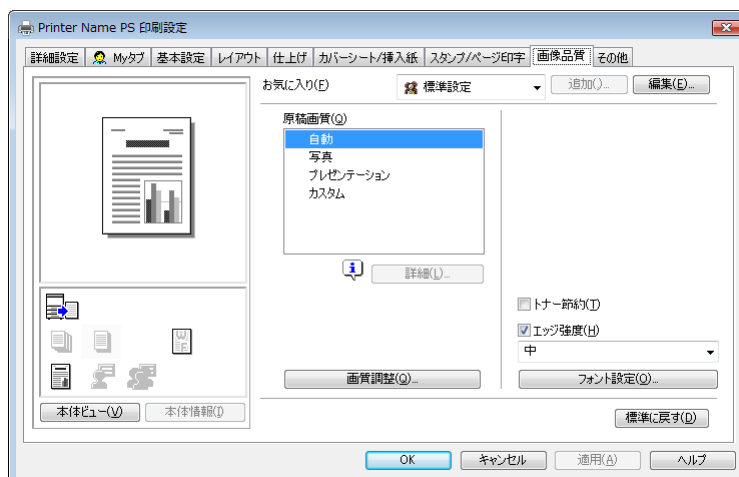 Printer Name PS 印刷設定
詳細設定 Myタブ 基本設定 レイアウト 仕上げ カバーシート/挿入紙 スタンプ/ページ印字 画像品質 その他
お気に入り(F) 標準設定 追加()... 編集(E)...
原稿画質(Q)
自動
写真
プレゼンテーション
カスタム
詳細(L)...
トナー節約(T)
エッジ強度(H)
中
画質調整(Q)... フォント設定(O)...
本体ビュー(V) 本体情報(I)
標準に戻す(D)
OK キャンセル 適用(A) ヘルプ